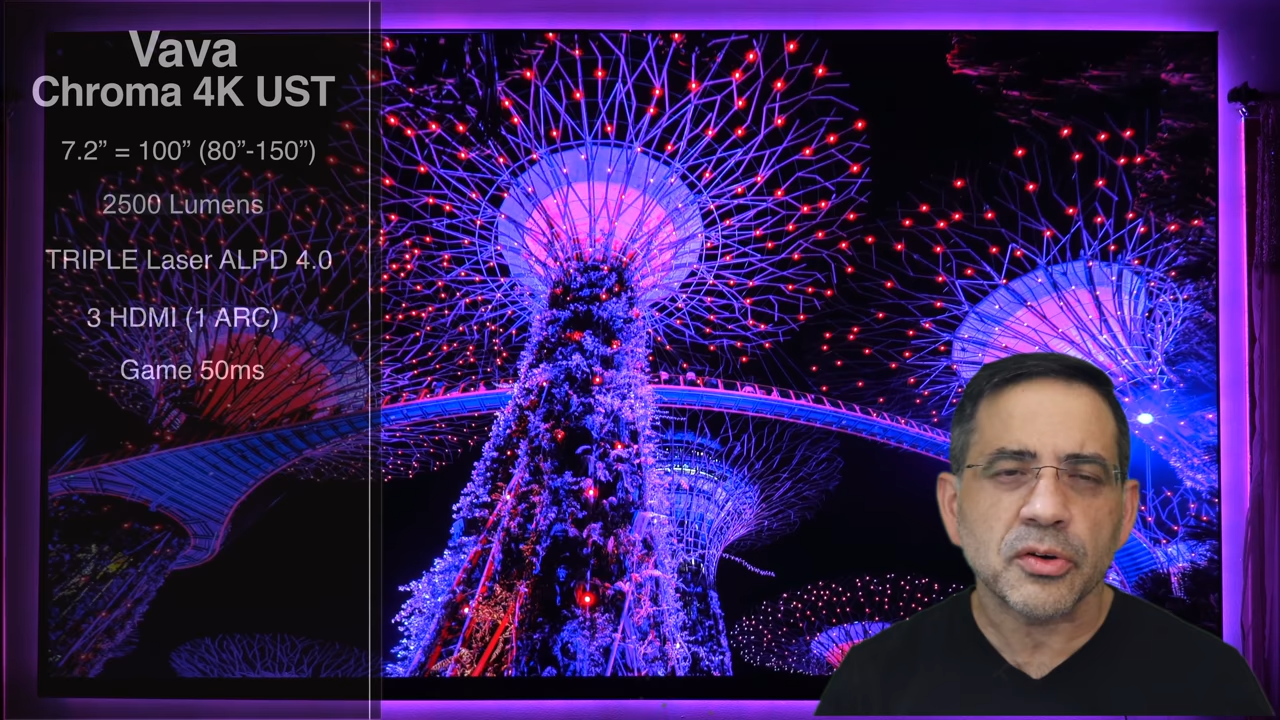 Vava
Chroma 4K UST
7.2” = 100” (80”-150”)
2500 Lumens
TRIPLE Laser ALPD 4.0
3 HDMI (1 ARC)
Game 50ms